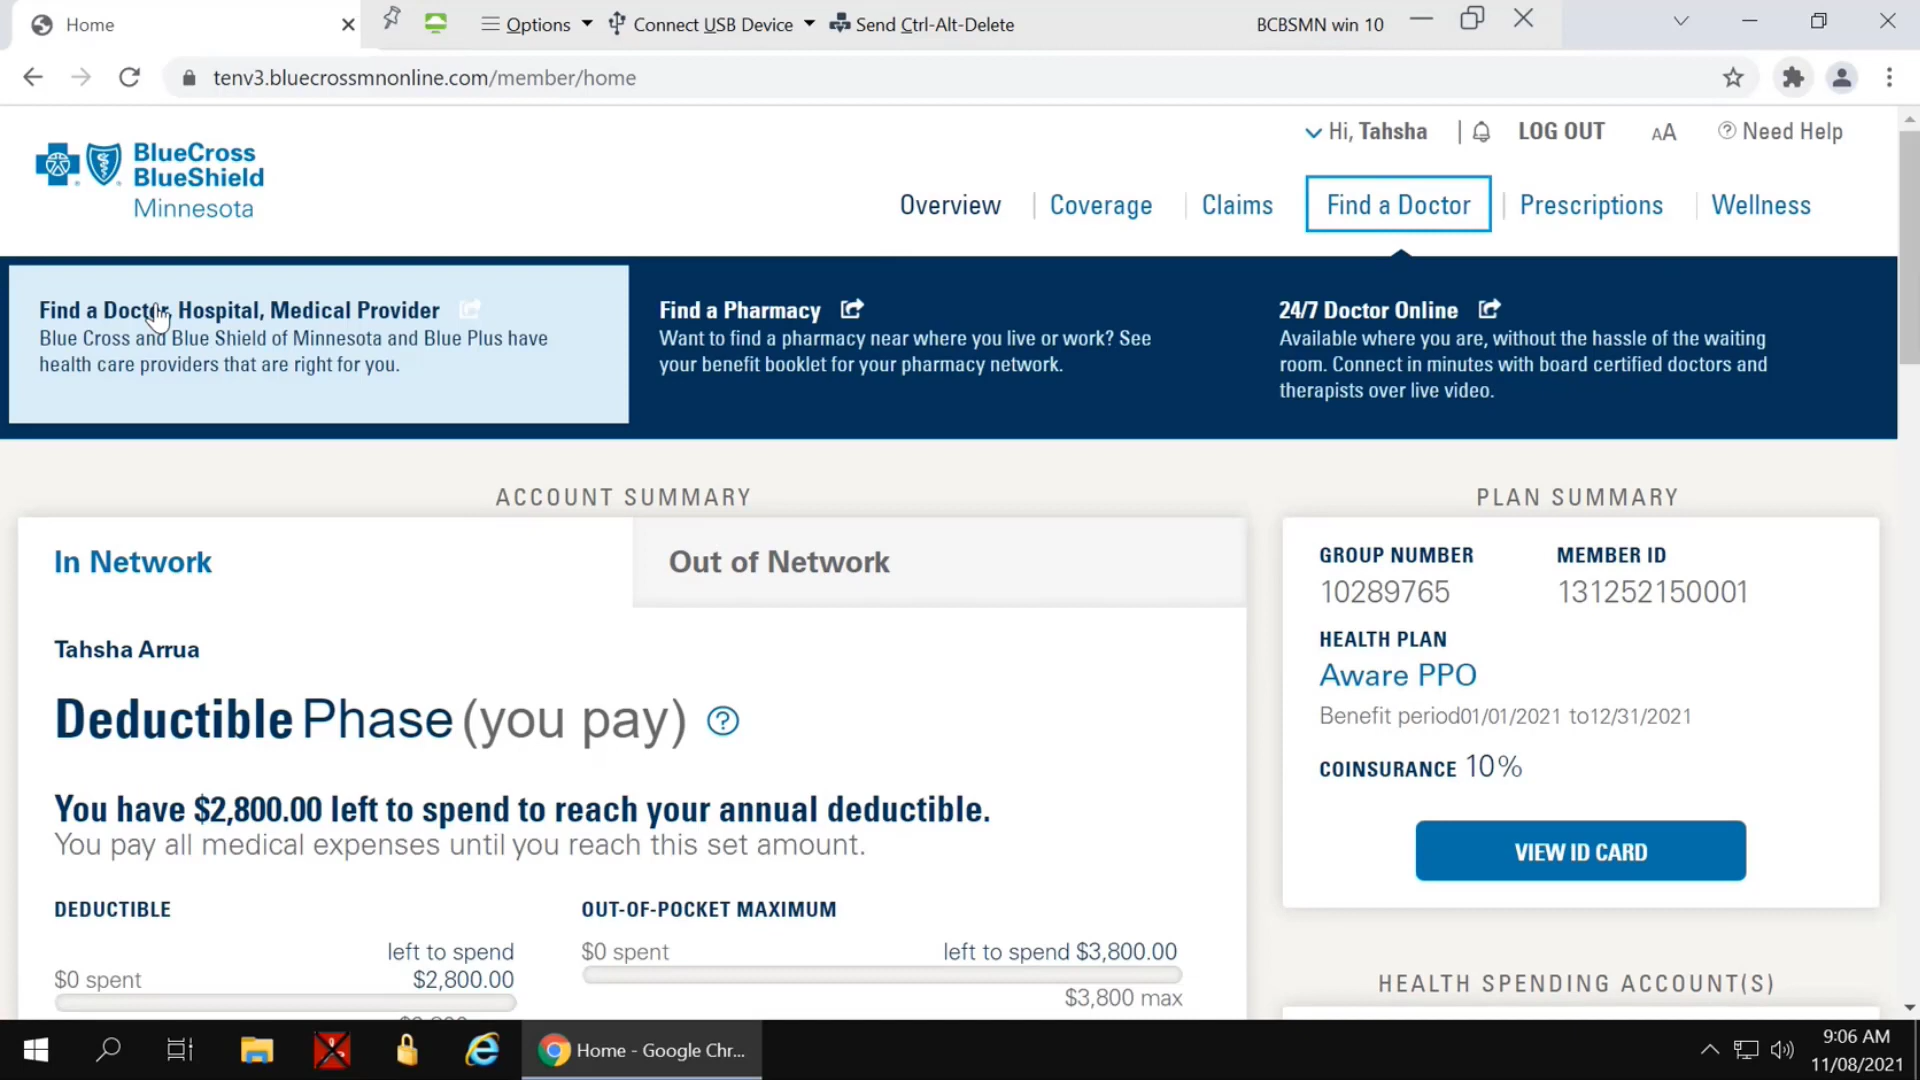 Home
Options
Connect USB Device
Send Ctrl-Alt-Delete
BCBSMN win 10
tenv3.bluecrossmnonline.com/member/home
Hi, Tahsha
LOG OUT
AA
Need Help
BlueCross
BlueShield
Minnesota
Overview
Coverage
Claims
Find a Doctor
Prescriptions
Wellness
Find a Doctor, Hospital, Medical Provider
Blue Cross and Blue Shield of Minnesota and Blue Plus have
health care providers that are right for you.
Find a Pharmacy
Want to find a pharmacy near where you live or work? See
your benefit booklet for your pharmacy network.
24/7 Doctor Online
Available where you are, without the hassle of the waiting
room. Connect in minutes with board certified doctors and
therapists over live video.
ACCOUNT SUMMARY
In Network
Out of Network
Tahsha Arrua
Deductible Phase (you pay) ?
You have $2,800.00 left to spend to reach your annual deductible.
You pay all medical expenses until you reach this set amount.
DEDUCTIBLE
left to spend
$0 spent $2,800.00
OUT-OF-POCKET MAXIMUM
$0 spent left to spend $3,800.00
$3,800 max
PLAN SUMMARY
GROUP NUMBER
10289765
MEMBER ID
131252150001
HEALTH PLAN
Aware PPO
Benefit period01/01/2021 to12/31/2021
COINSURANCE 10%
VIEW ID CARD
HEALTH SPENDING ACCOUNT(S)
Home - Google Chr...
9:06 AM
11/08/2021